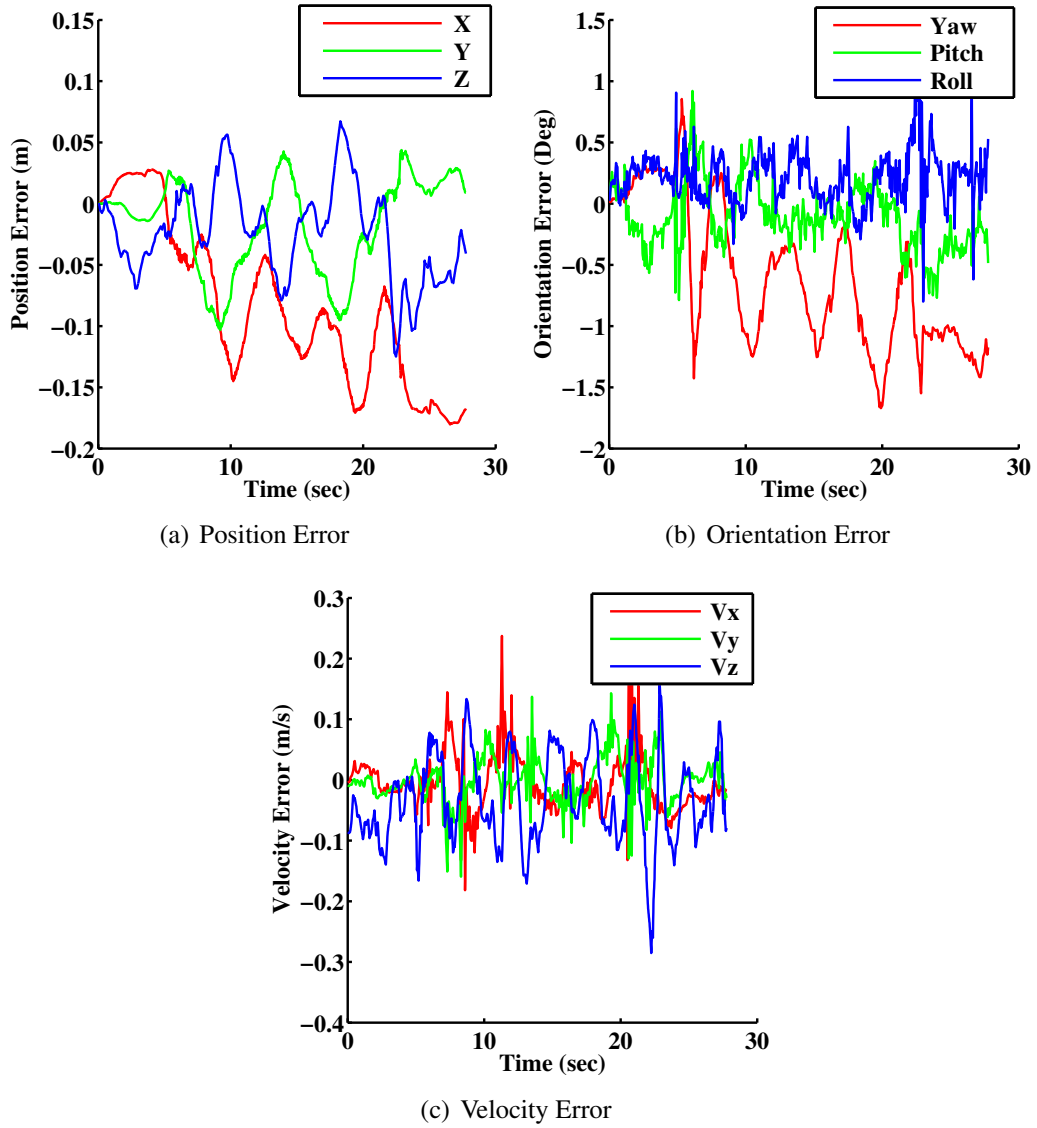 0.15
0.1
0.05
0
−0.05
−0.1
−0.15
−0.2
0
10
20
30
Position Error (m)
Time (sec)
X
Y
Z
(a) Position Error
1.5
1
0.5
0
−0.5
−1
−1.5
−2
0
10
20
30
Orientation Error (Deg)
Time (sec)
Yaw
Pitch
Roll
(b) Orientation Error
0.3
0.2
0.1
0
−0.1
−0.2
−0.3
−0.4
0
10
20
30
Velocity Error (m/s)
Time (sec)
Vx
Vy
Vz
(c) Velocity Error